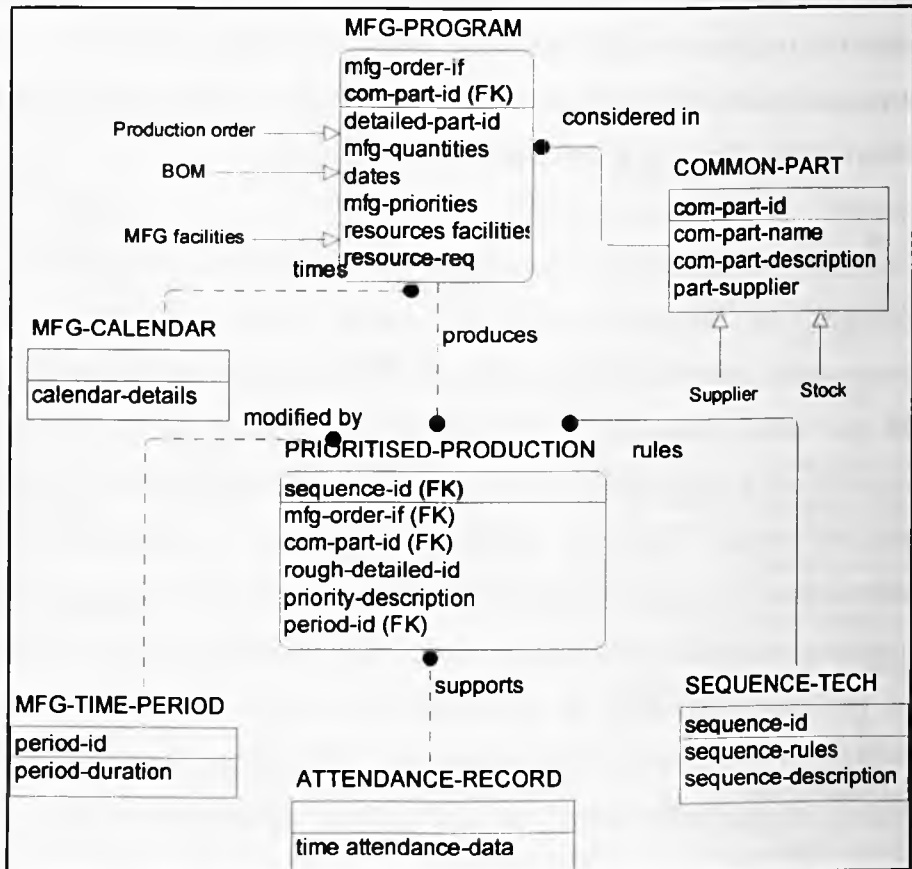 MFG-PROGRAM
mfg-order-if
com-part-id (FK)
detailed-part-id
mfg-quantities
dates
mfg-priorities
resources facilities
resource-req
Production order
BOM
MFG facilities
times
considered in
COMMON-PART
com-part-id
com-part-name
com-part-description
part-supplier
Supplier
Stock
MFG-CALENDAR
calendar-details
produces
modified by
PRIORITISED-PRODUCTION
rules
sequence-id (FK)
mfg-order-if (FK)
com-part-id (FK)
rough-detailed-id
priority-description
period-id (FK)
supports
MFG-TIME-PERIOD
period-id
period-duration
SEQUENCE-TECH
sequence-id
sequence-rules
sequence-description
ATTENDANCE-RECORD
time attendance-data